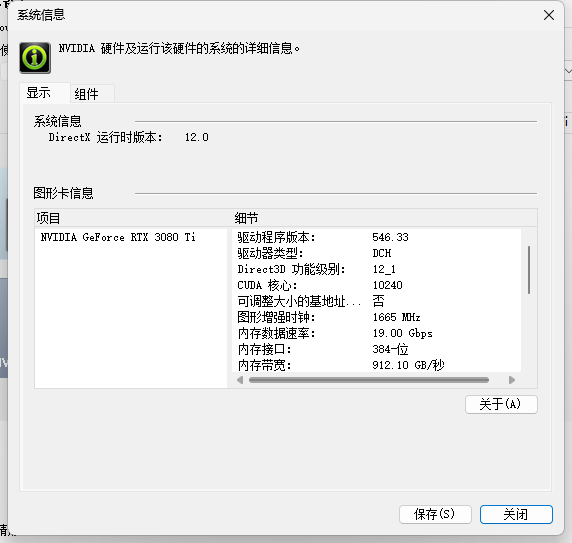 系统信息
NVIDIA 硬件及运行该硬件的系统的详细信息。
显示 组件
系统信息
DirectX 运行时版本： 12.0
图形卡信息
项目 细节
NVIDIA GeForce RTX 3080 Ti 驱动程序版本： 546.33
驱动器类型： DCH
Direct3D 功能级别： 12_1
CUDA 核心： 10240
可调整大小的基地址... 否
图形增强时钟： 1665 MHz
内存数据速率： 19.00 Gbps
内存接口： 384-位
内存带宽： 912.10 GB/秒
关于(A)
保存(S) 关闭